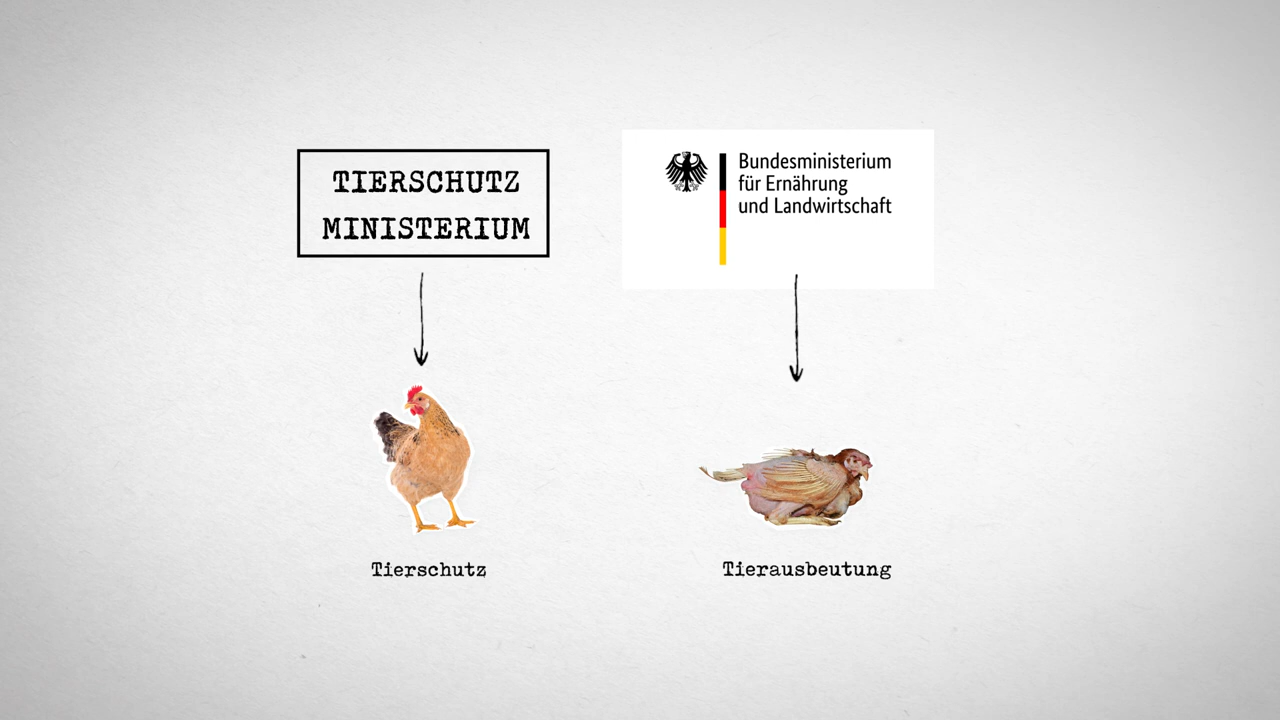 TIERSCHUTZ
MINISTERIUM
Bundesministerium
für Ernährung
und Landwirtschaft
Tierschutz
Tierausbeutung